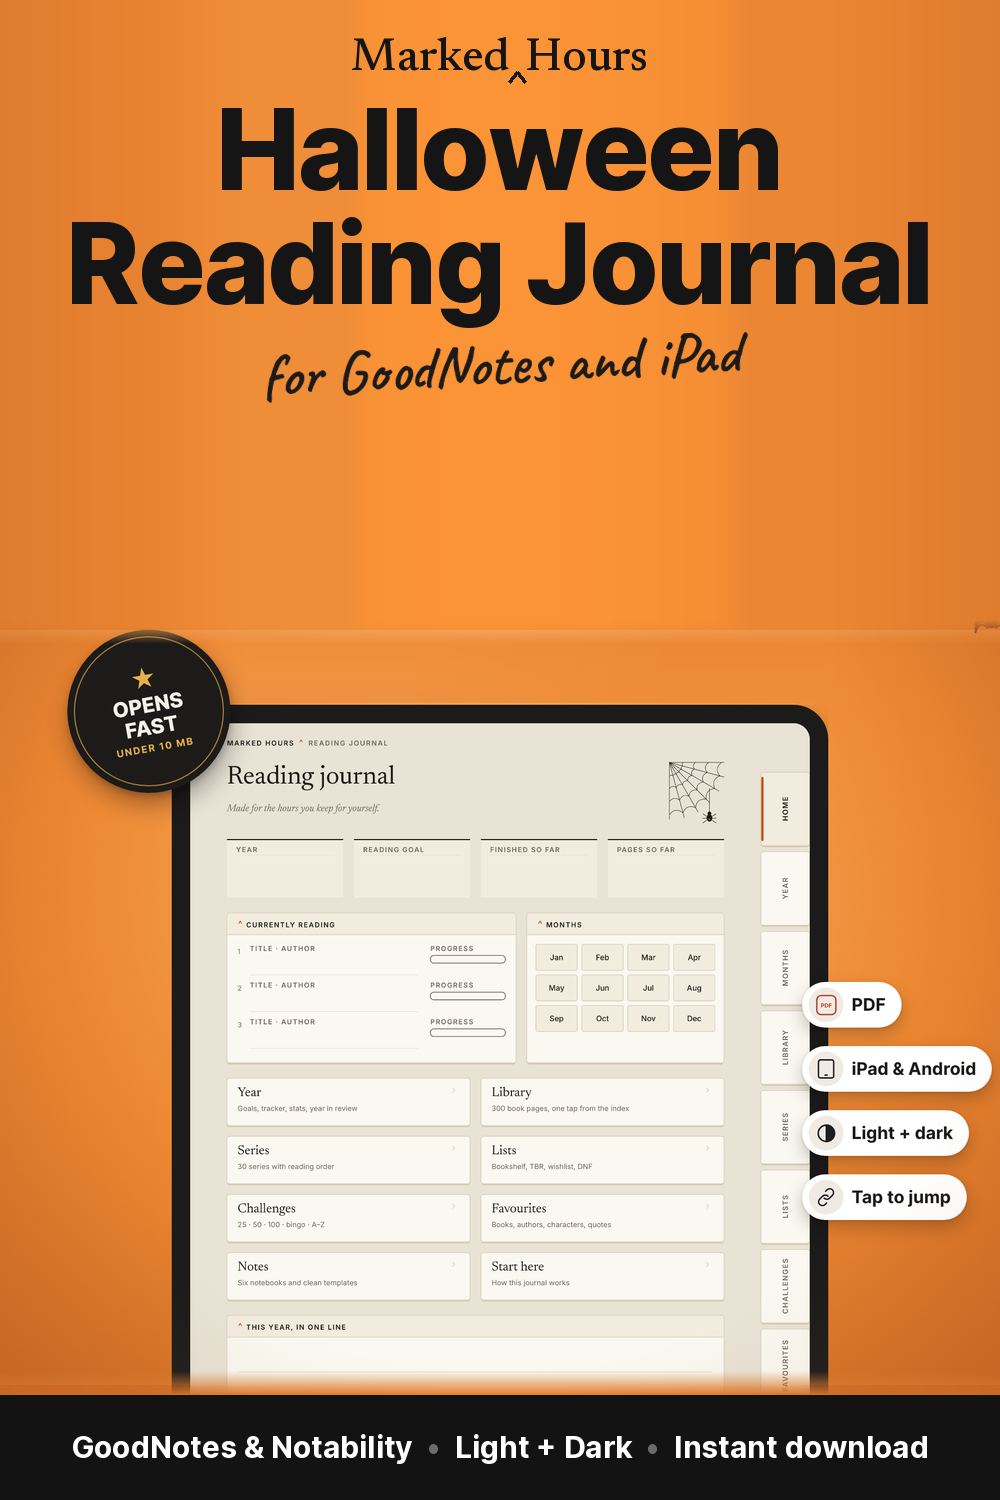 Marked‸Hours
Halloween
Reading Journal
for GoodNotes and iPad
OPENS
FAST
UNDER 10 MB
MARKED HOURS ^ READING JOURNAL
Reading journal
Made for the hours you keep for yourself.
YEAR
READING GOAL
FINISHED SO FAR
PAGES SO FAR
^ CURRENTLY READING
1 TITLE · AUTHOR PROGRESS
2 TITLE · AUTHOR PROGRESS
3 TITLE · AUTHOR PROGRESS
^ MONTHS
Jan Feb Mar Apr
May Jun Jul Aug
Sep Oct Nov Dec
Year
Goals, tracker, stats, year in review
Library
300 book pages, one tap from the index
Series
30 series with reading order
Lists
Bookshelf, TBR, wishlist, DNF
Challenges
25 · 50 · 100 · bingo · A–Z
Favourites
Books, authors, characters, quotes
Notes
Six notebooks and clean templates
Start here
How this journal works
^ THIS YEAR, IN ONE LINE
HOME
YEAR
MONTHS
LIBRARY
SERIES
LISTS
CHALLENGES
FAVOURITES
PDF PDF
iPad & Android
Light + dark
Tap to jump
GoodNotes & Notability • Light + Dark • Instant download